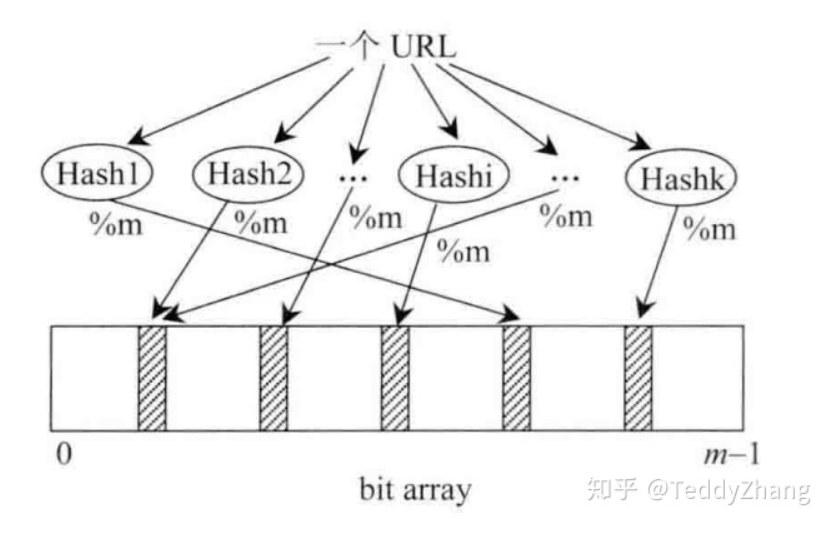 一个 URL
Hash1 Hash2 ... Hashi ... Hashk
%m %m %m %m %m %m
0 m–1
bit array
知乎 @TeddyZhang